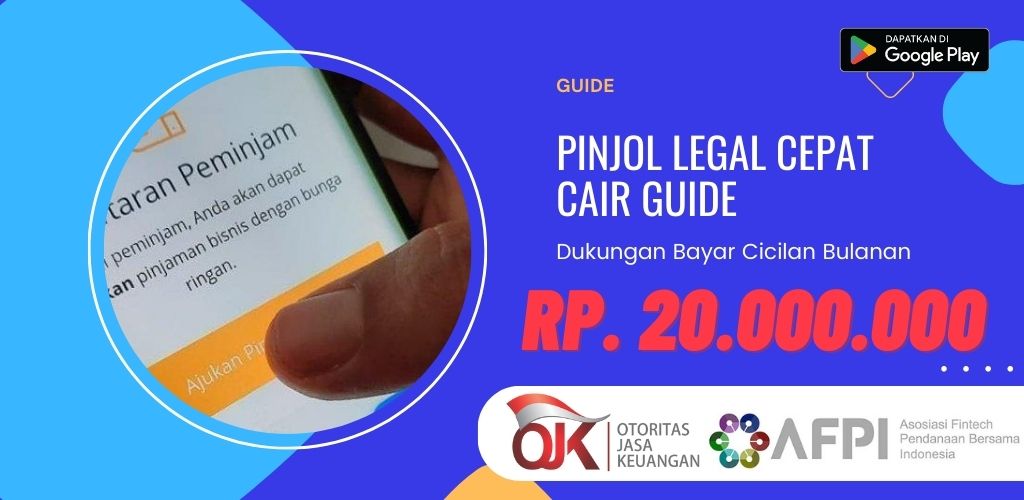 DAPATKAN DI
Google Play
GUIDE
PINJOL LEGAL CEPAT
CAIR GUIDE
Dukungan Bayar Cicilan Bulanan
RP. 20.000.000
taran Peminjam
peminjam, Anda akan dapat
kan pinjaman bisnis dengan bunga
ringan.
Ajukan Pin
OJK
OTORITAS
JASA
KEUANGAN
AFPI
Asosiasi Fintech
Pendanaan Bersama
Indonesia